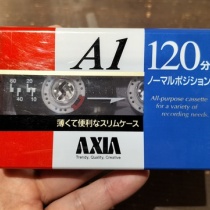 A1
120分
ノーマルポジション
All-purpose cassette
for a variety of
recording needs.
薄くて便利なスリムケース
AXIA
Trendy, Quality, Creative